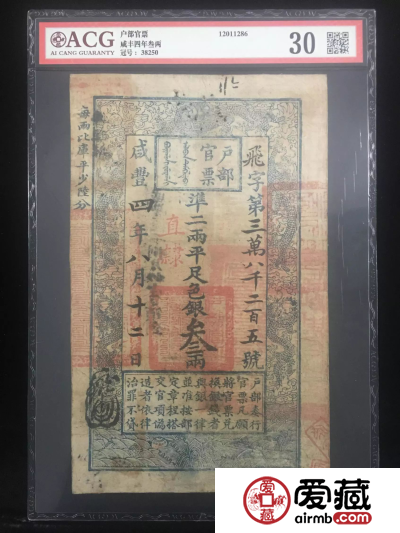 ACG
AI CANG GUARANTY
户部官票
咸丰四年叁两
冠号：38250
12011286
30
每兩比庫平少陸分
戶部
官票
飛字第三萬八千二百五號
準二兩平足色銀叁兩
咸豐四年八月十二日
直隸
戶部奏行
官票凡願
將官票兌
換銀錢者
與銀一律
並准按部
定章程搭
交官項偽
造者依律
治罪不貸
爱藏
airmb.com